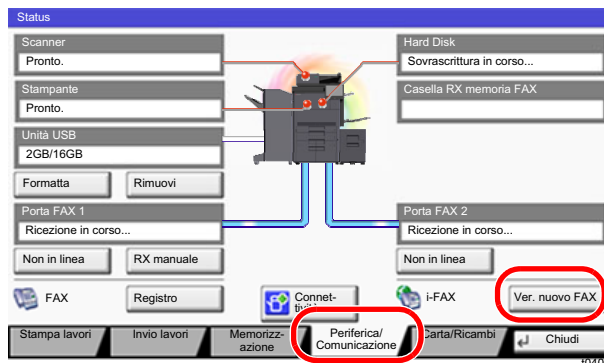 Status
Scanner
Pronto.
Hard Disk
Sovrascrittura in corso...
Stampante
Pronto.
Casella RX memoria FAX
Unità USB
2GB/16GB
Formatta
Rimuovi
Porta FAX 1
Ricezione in corso...
Porta FAX 2
Ricezione in corso...
Non in linea
RX manuale
Non in linea
FAX
Registro
Connet-
tività
i-FAX
Ver. nuovo FAX
Stampa lavori
Invio lavori
Memorizz-
azione
Periferica/
Comunicazione
Carta/Ricambi
Chiudi